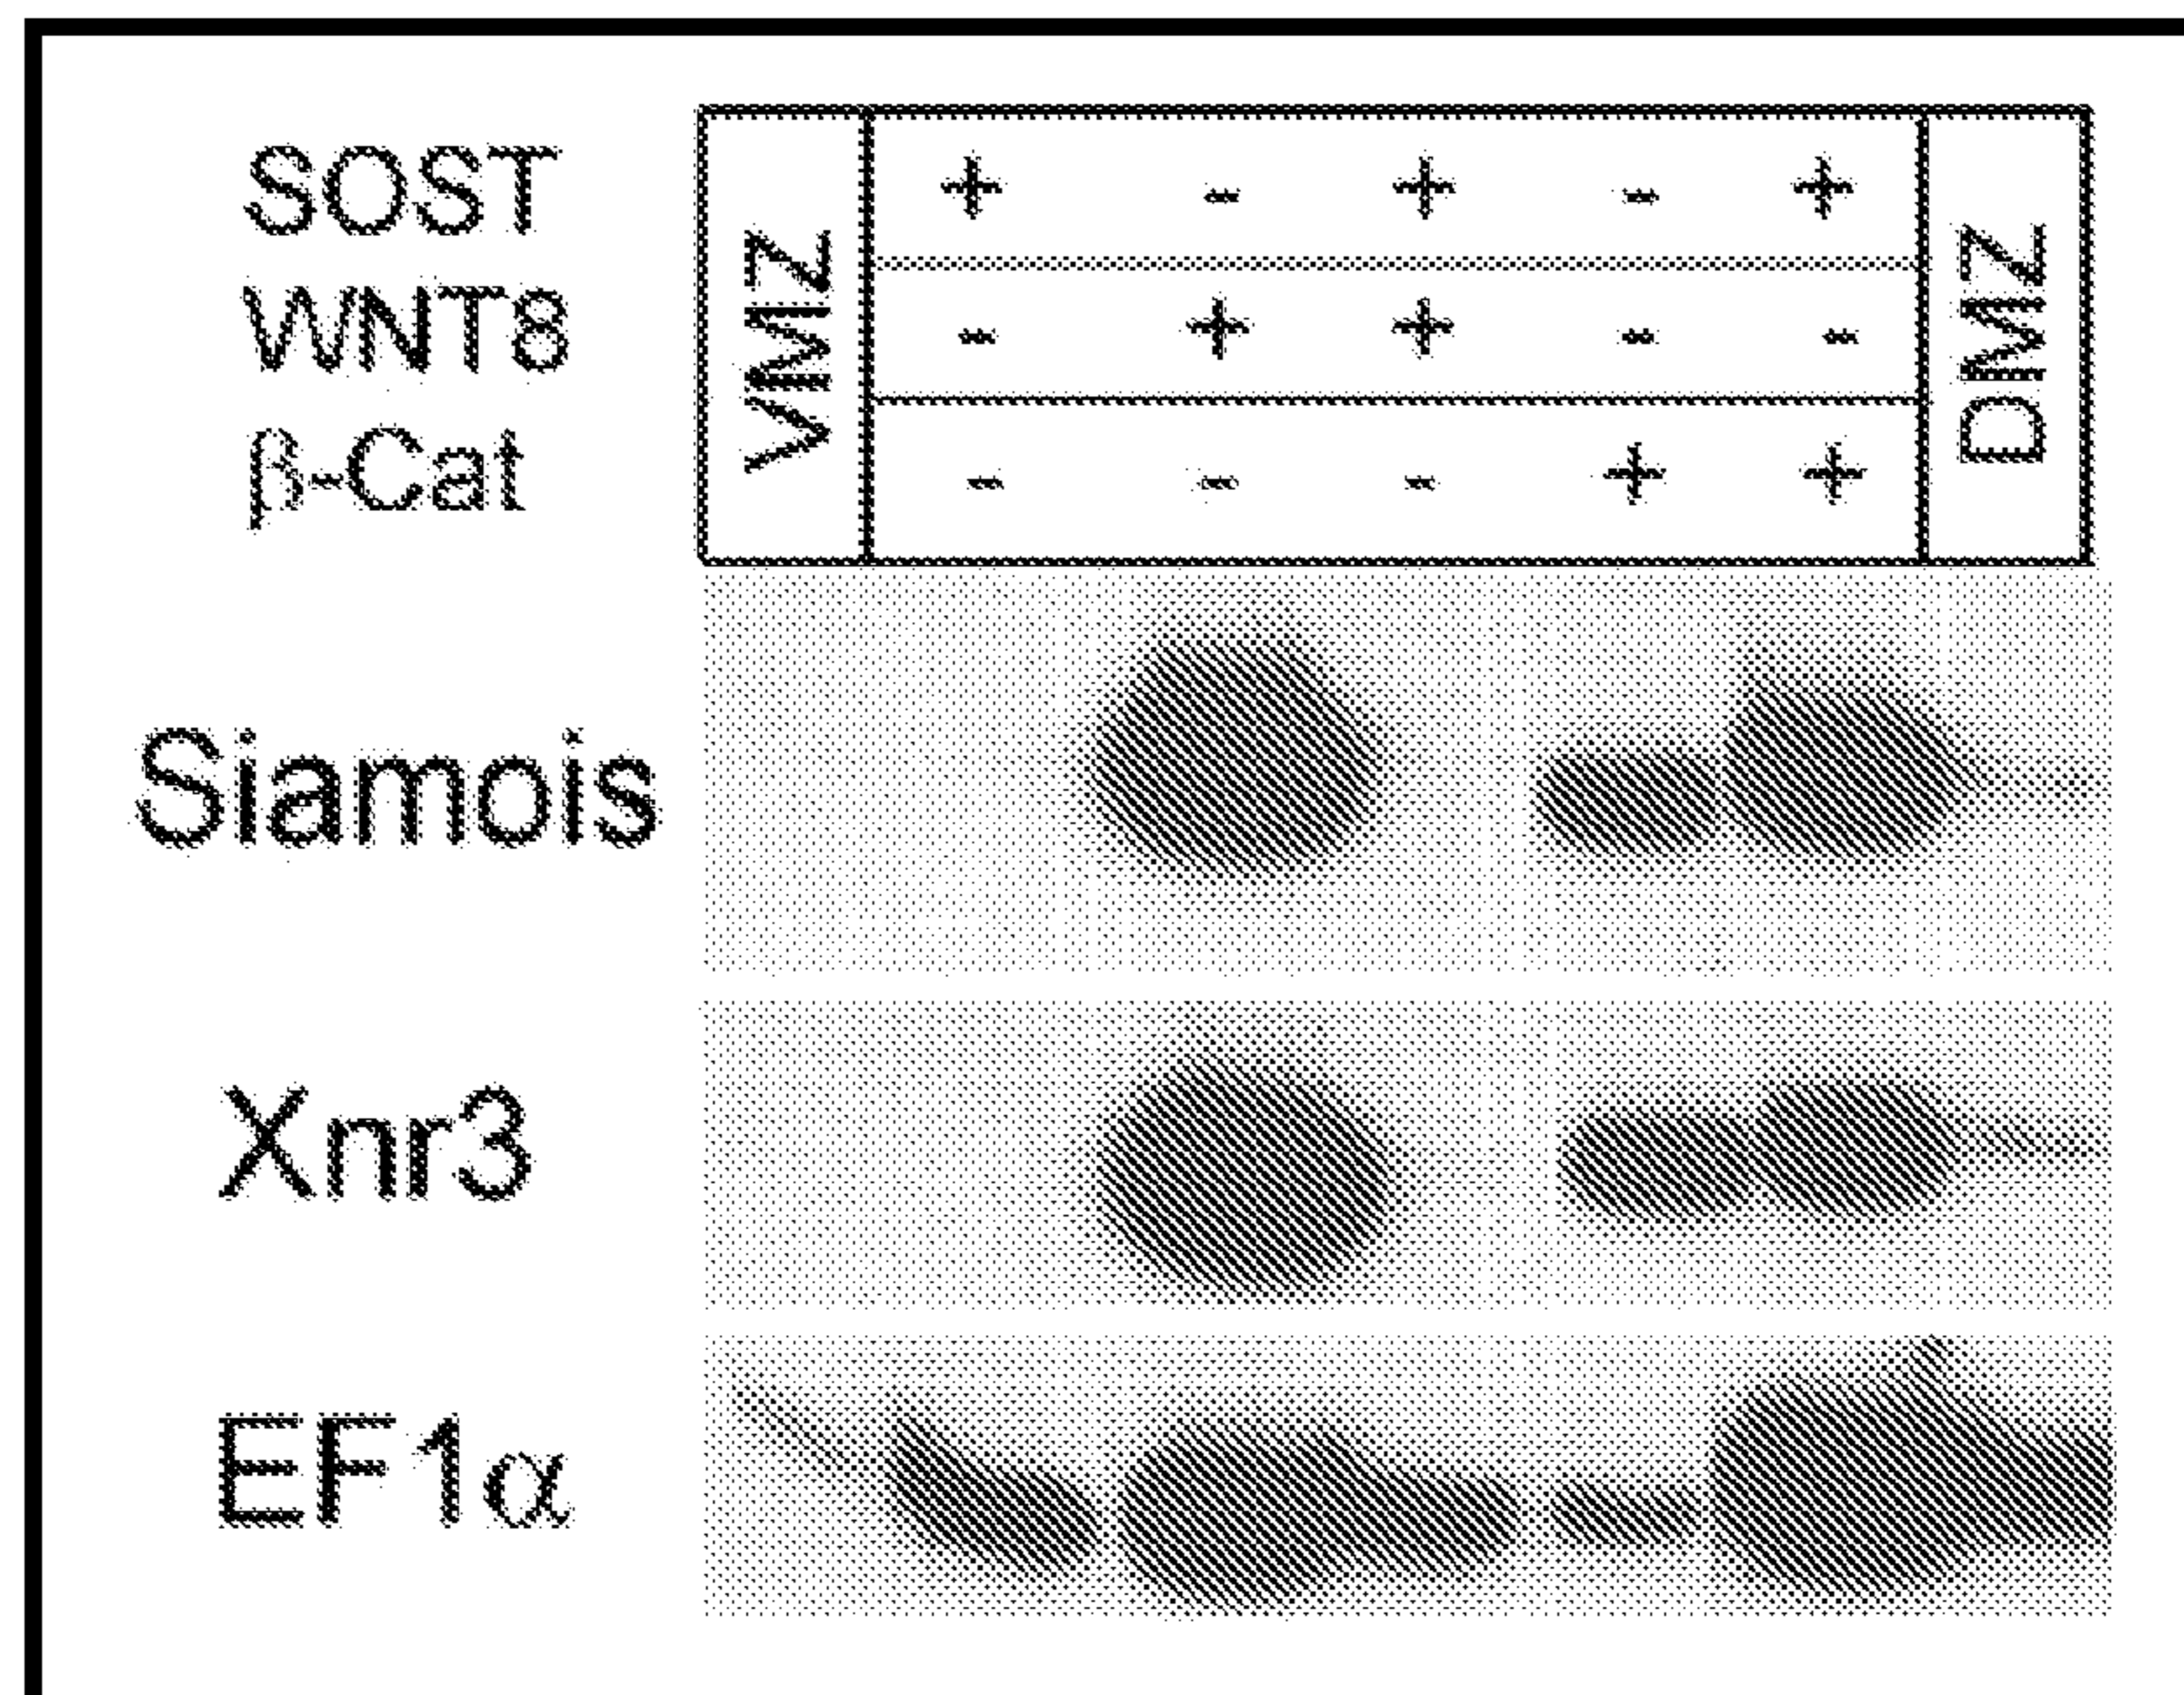 SOST + - + - +
WNT8 - + + - -
β-Cat - - - + +
VMZ
DMZ
Siamois
Xnr3
EF1α